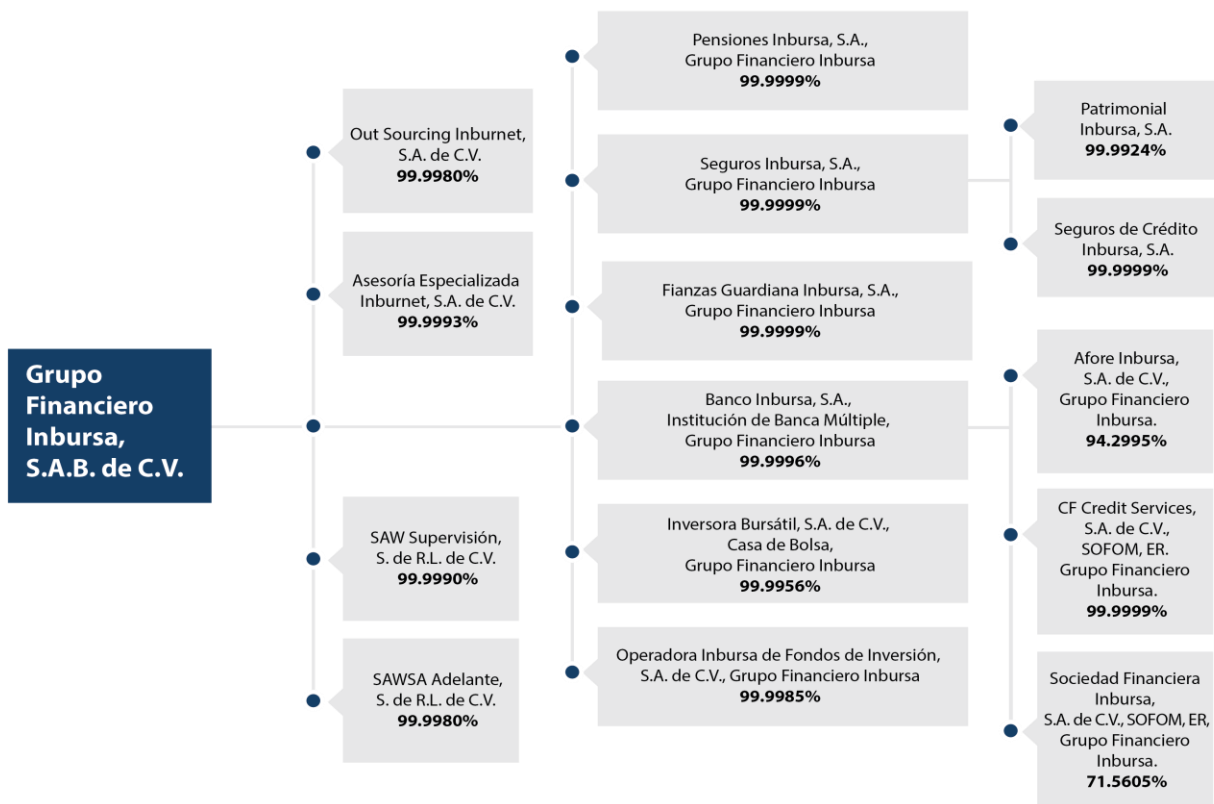 Grupo
Financiero
Inbursa,
S.A.B. de C.V.
Out Sourcing Inburnet,
S.A. de C.V.
99.9980%
Asesoría Especializada
Inburnet, S.A. de C.V.
99.9993%
SAW Supervisión,
S. de R.L. de C.V.
99.9990%
SAWSA Adelante,
S. de R.L. de C.V.
99.9980%
Pensiones Inbursa, S.A.,
Grupo Financiero Inbursa
99.9999%
Seguros Inbursa, S.A.,
Grupo Financiero Inbursa
99.9999%
Fianzas Guardiana Inbursa, S.A.,
Grupo Financiero Inbursa
99.9999%
Banco Inbursa, S.A.,
Institución de Banca Múltiple,
Grupo Financiero Inbursa
99.9996%
Inversora Bursátil, S.A. de C.V.,
Casa de Bolsa,
Grupo Financiero Inbursa
99.9956%
Operadora Inbursa de Fondos de Inversión,
S.A. de C.V., Grupo Financiero Inbursa
99.9985%
Patrimonial
Inbursa, S.A.
99.9924%
Seguros de Crédito
Inbursa, S.A.
99.9999%
Afore Inbursa,
S.A. de C.V.,
Grupo Financiero
Inbursa.
94.2995%
CF Credit Services,
S.A. de C.V.,
SOFOM, ER.
Grupo Financiero
Inbursa.
99.9999%
Sociedad Financiera
Inbursa,
S.A. de C.V., SOFOM, ER,
Grupo Financiero
Inbursa.
71.5605%